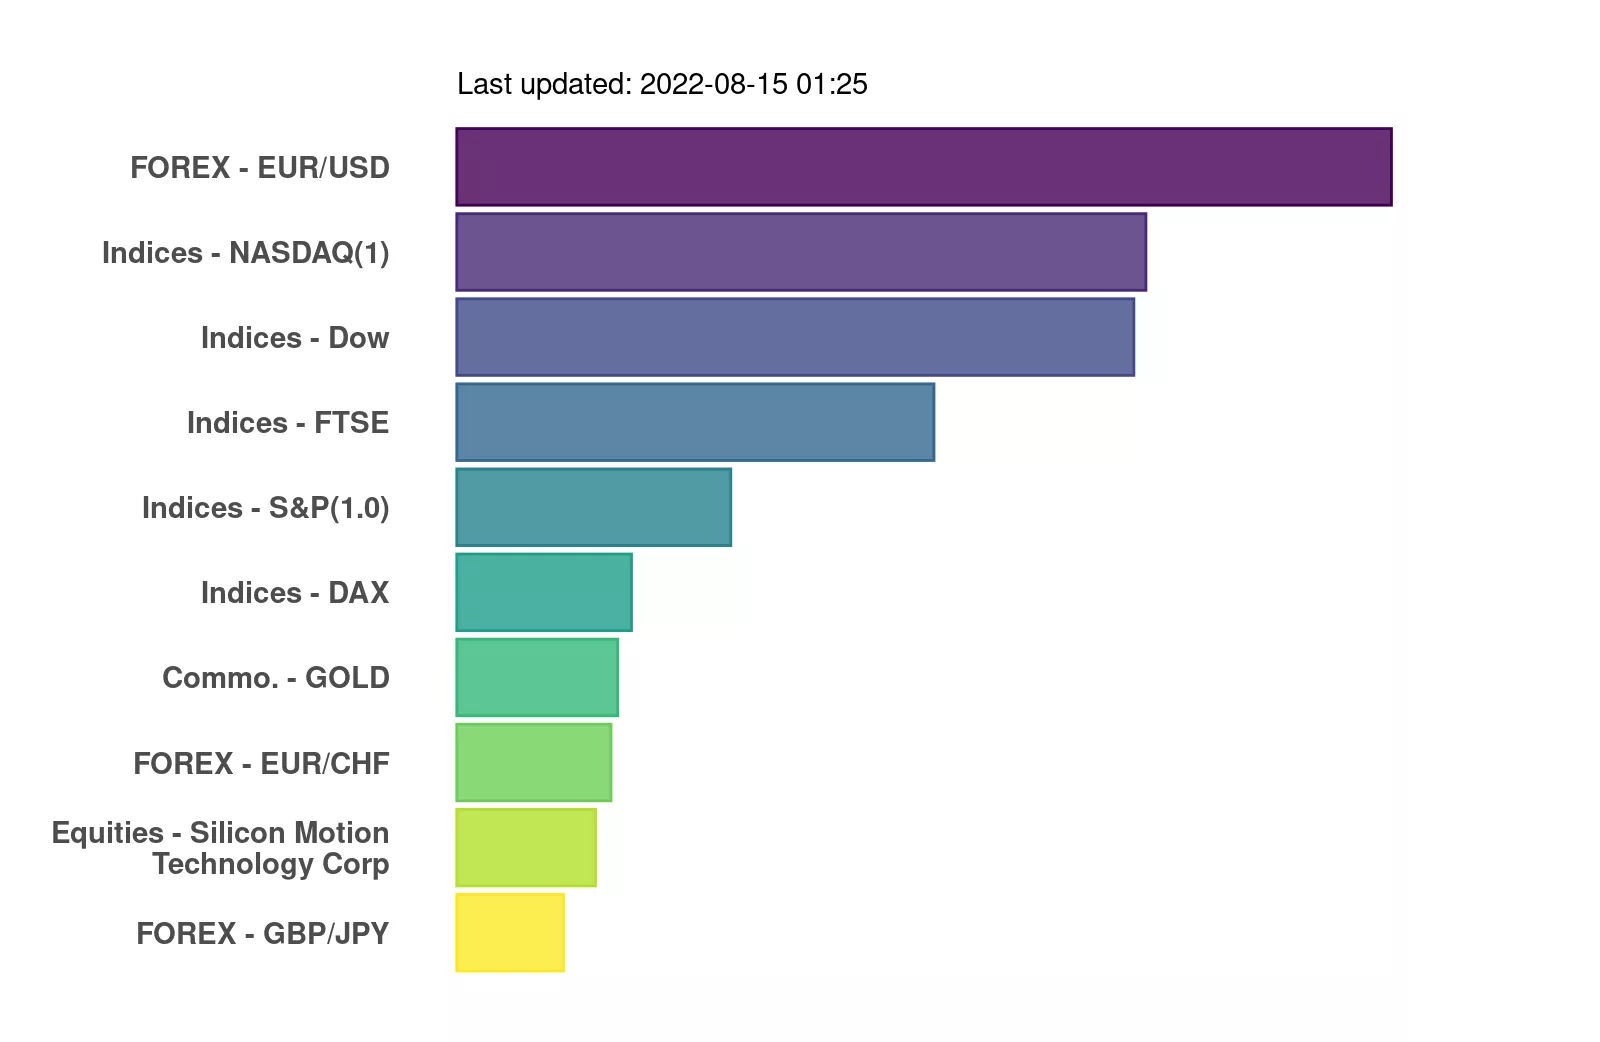 Last updated: 2022-08-15 01:25
FOREX - EUR/USD
Indices - NASDAQ(1)
Indices - Dow
Indices - FTSE
Indices - S&P(1.0)
Indices - DAX
Commo. - GOLD
FOREX - EUR/CHF
Equities - Silicon Motion
Technology Corp
FOREX - GBP/JPY